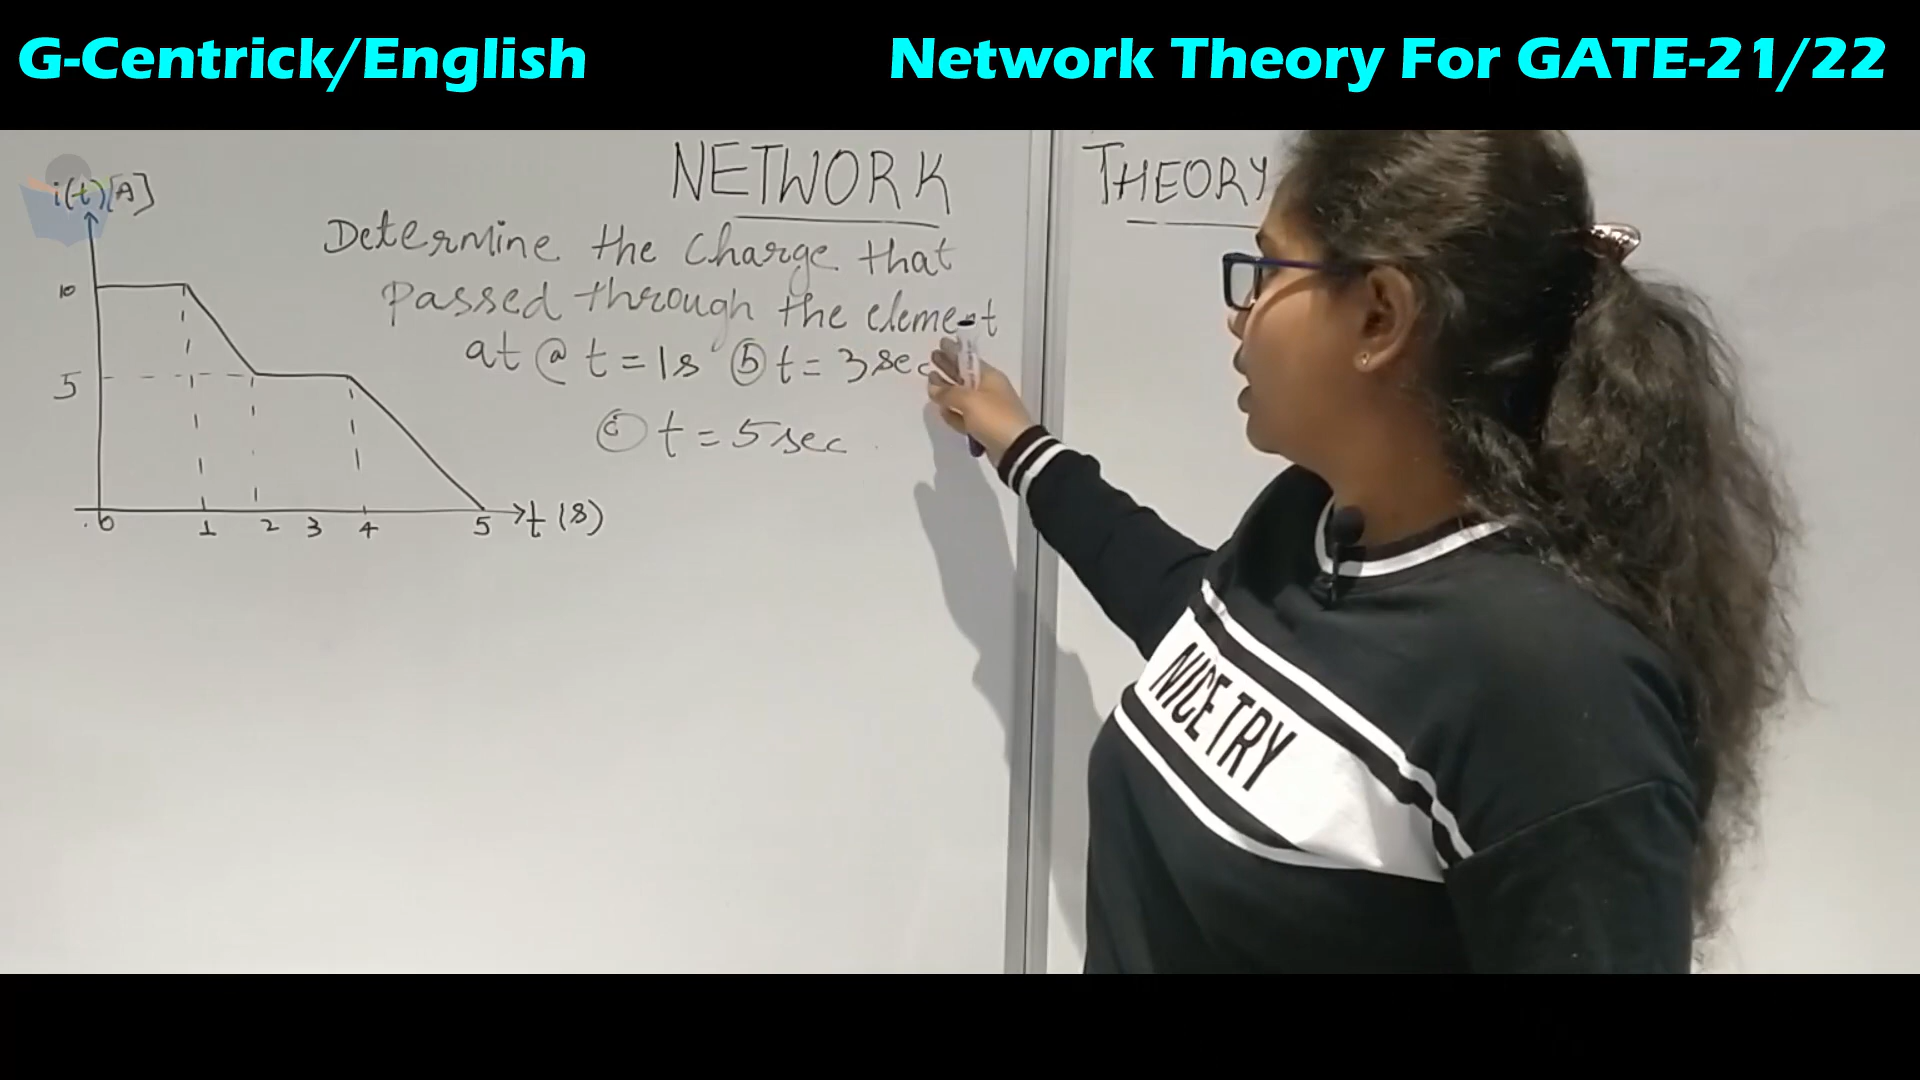 G-Centrick/English
Network Theory For GATE-21/22
NETWORK THEORY
i(t)[A]
Determine the charge that
passed through the element
at ⓐ t = 1s ⓑ t = 3sec
ⓒ t = 5sec.
10
5
0 1 2 3 4 5 t(s)
NICE TRY